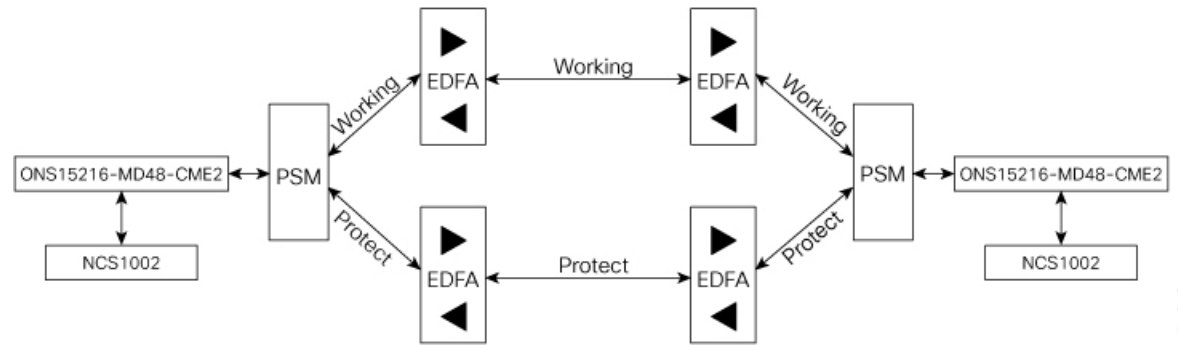 EDFA
Working
EDFA
Working
Working
PSM
PSM
ONS15216-MD48-CME2
ONS15216-MD48-CME2
Protect
Protect
NCS1002
NCS1002
EDFA
Protect
EDFA